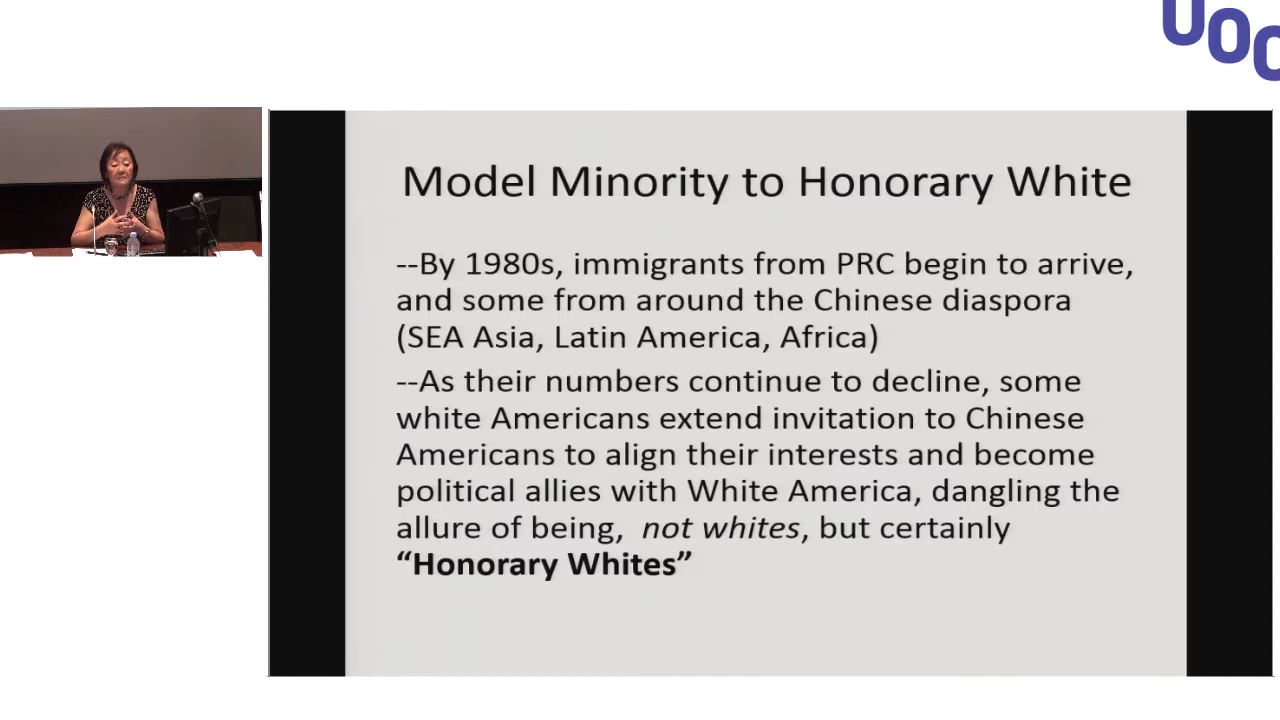 UOC
Model Minority to Honorary White
--By 1980s, immigrants from PRC begin to arrive,
and some from around the Chinese diaspora
(SEA Asia, Latin America, Africa)
--As their numbers continue to decline, some
white Americans extend invitation to Chinese
Americans to align their interests and become
political allies with White America, dangling the
allure of being, not whites, but certainly
“Honorary Whites”